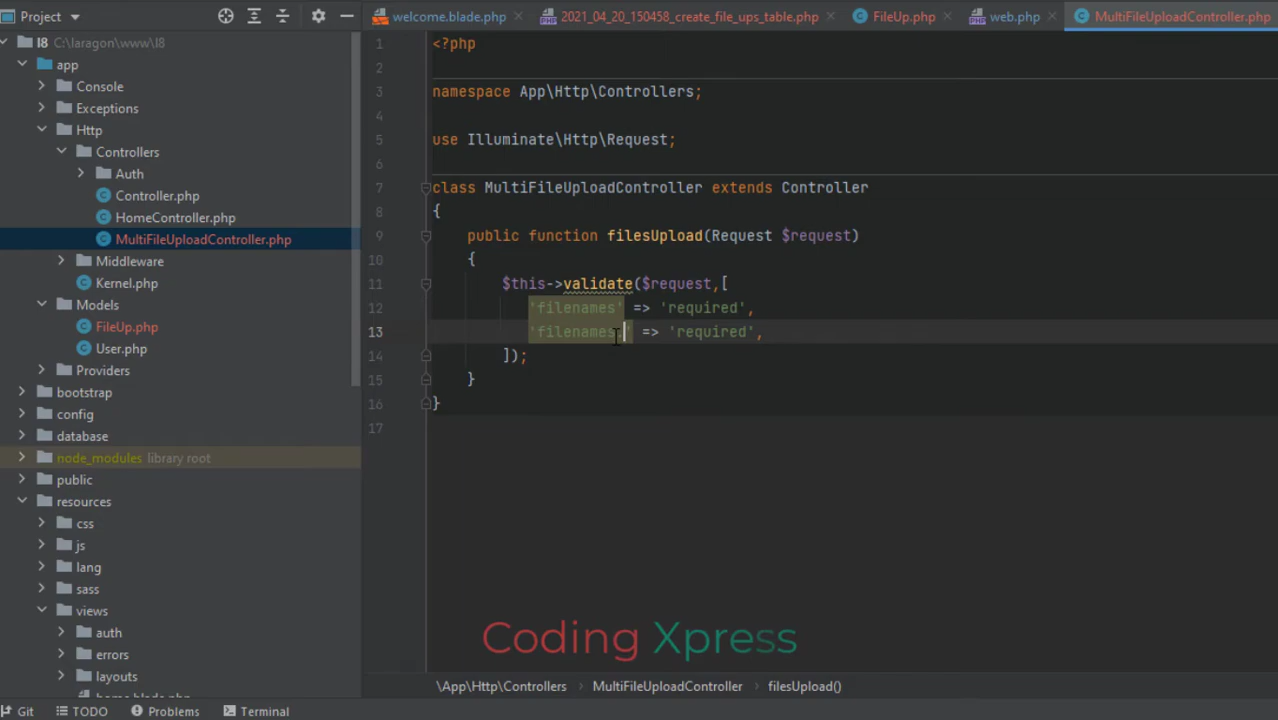 Project
welcome.blade.php
2021_04_20_150458_create_file_ups_table.php
FileUp.php
web.php
MultiFileUploadController.php
l8 C:\laragon\www\l8
app
Console
Exceptions
Http
Controllers
Auth
Controller.php
HomeController.php
MultiFileUploadController.php
Middleware
Kernel.php
Models
FileUp.php
User.php
Providers
bootstrap
config
database
node_modules library root
public
resources
css
js
lang
sass
views
auth
errors
layouts
home.blade.php
1 <?php
2
3 namespace App\Http\Controllers;
4
5 use Illuminate\Http\Request;
6
7 class MultiFileUploadController extends Controller
8 {
9 public function filesUpload(Request $request)
10 {
11 $this->validate($request,[
12 'filenames' => 'required',
13 'filenames.' => 'required',
14 ]);
15 }
16 }
17
Coding Xpress
\App\Http\Controllers
MultiFileUploadController
filesUpload()
Git
TODO
Problems
Terminal